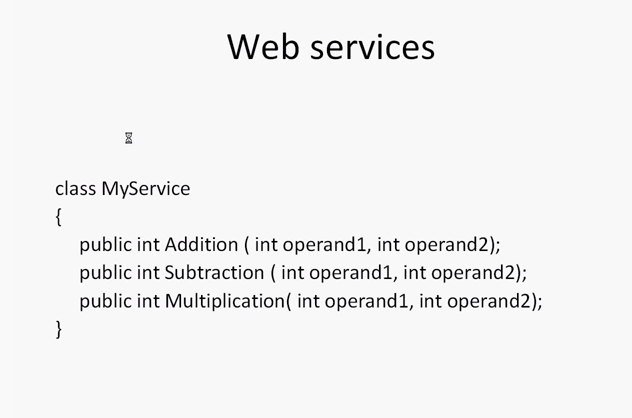 Web services
class MyService
{
public int Addition ( int operand1, int operand2);
public int Subtraction ( int operand1, int operand2);
public int Multiplication( int operand1, int operand2);
}